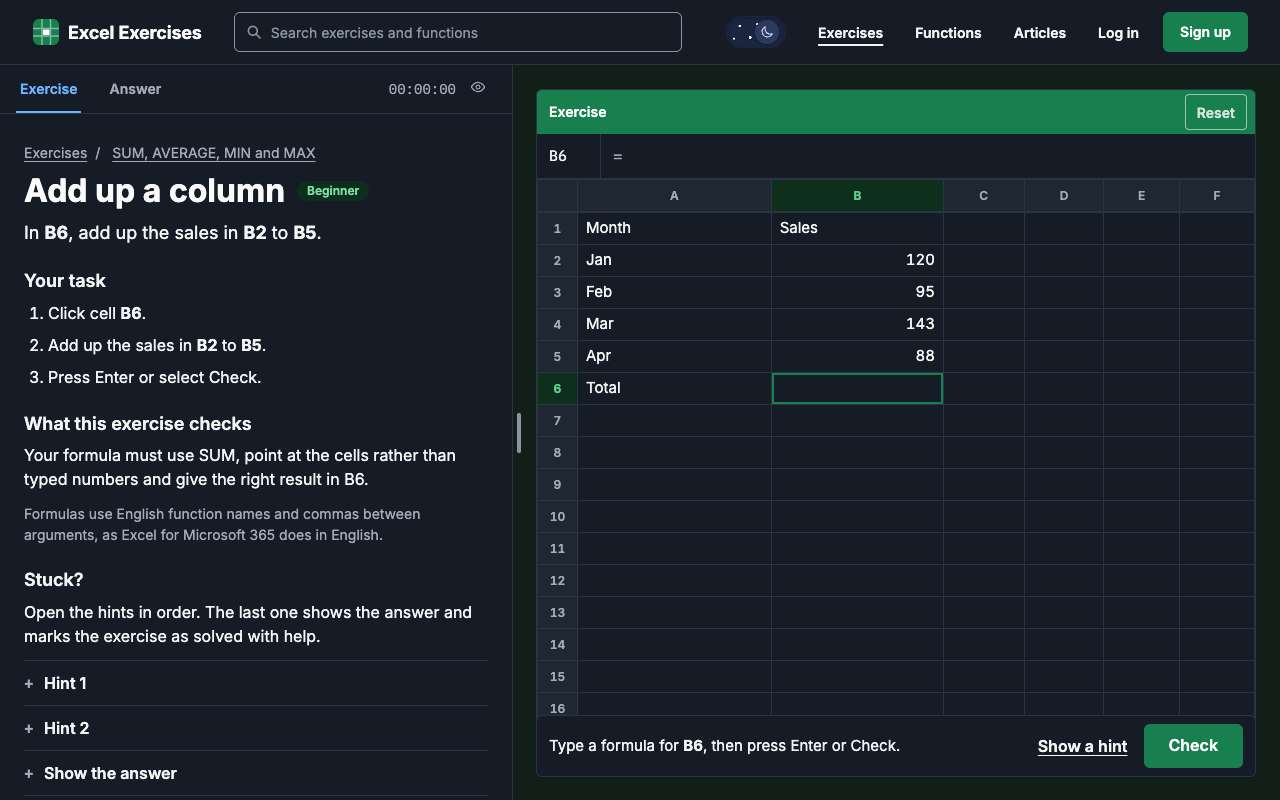 Excel Exercises
Search exercises and functions
Exercises
Functions
Articles
Log in
Sign up
Exercise
Answer
00:00:00
Exercises / SUM, AVERAGE, MIN and MAX
Add up a column
Beginner
In B6, add up the sales in B2 to B5.
Your task
1. Click cell B6.
2. Add up the sales in B2 to B5.
3. Press Enter or select Check.
What this exercise checks
Your formula must use SUM, point at the cells rather than
typed numbers and give the right result in B6.
Formulas use English function names and commas between
arguments, as Excel for Microsoft 365 does in English.
Stuck?
Open the hints in order. The last one shows the answer and
marks the exercise as solved with help.
+ Hint 1
+ Hint 2
+ Show the answer
Exercise
Reset
B6 =
A B C D E F
1 Month Sales
2 Jan 120
3 Feb 95
4 Mar 143
5 Apr 88
6 Total
7
8
9
10
11
12
13
14
15
16
Type a formula for B6, then press Enter or Check.
Show a hint
Check